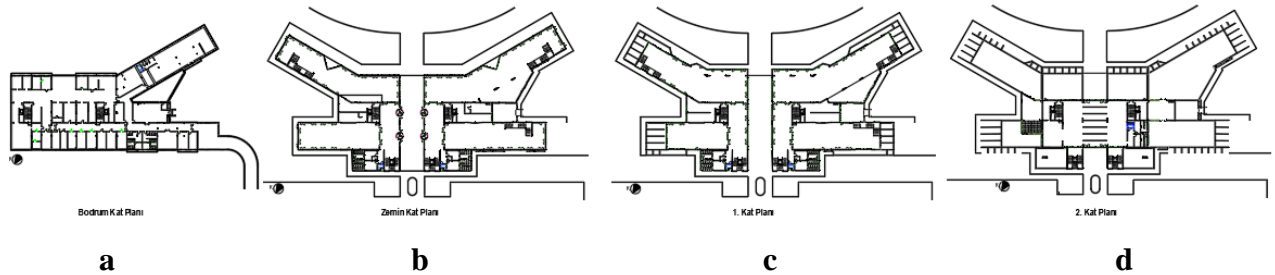 Bodrum Kat Planı
Zemin Kat Planı
1. Kat Planı
2. Kat Planı
a
b
c
d